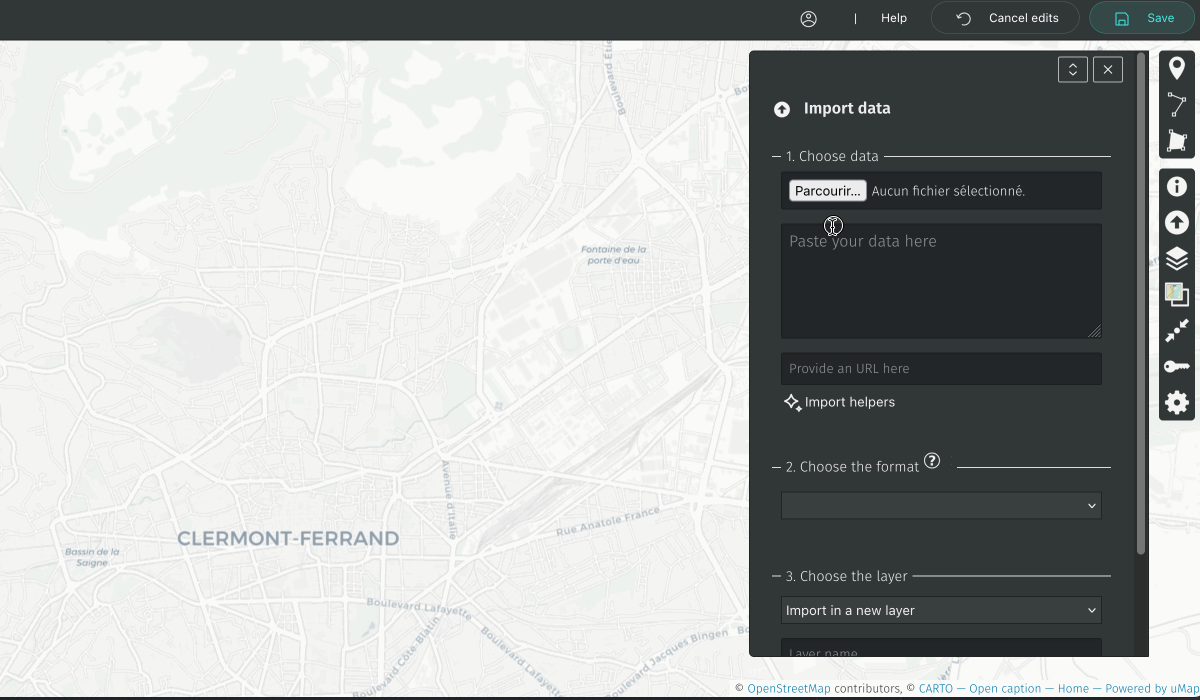 | Help
Cancel edits
Save
Import data
1. Choose data
Parcourir... Aucun fichier sélectionné.
Paste your data here
Provide an URL here
Import helpers
2. Choose the format ?
3. Choose the layer
Import in a new layer
Layer name
Fontaine de la
porte d'eau
Avenue d'Italie
Rue Anatole France
CLERMONT-FERRAND
Bassin de la
Saigne
Boulevard Lafayette
Boulevard Côte-Blatin
Boulevard Lafayette
Boulevard Jacques Bingen
© OpenStreetMap contributors, © CARTO — Open caption — Home — Powered by uMap